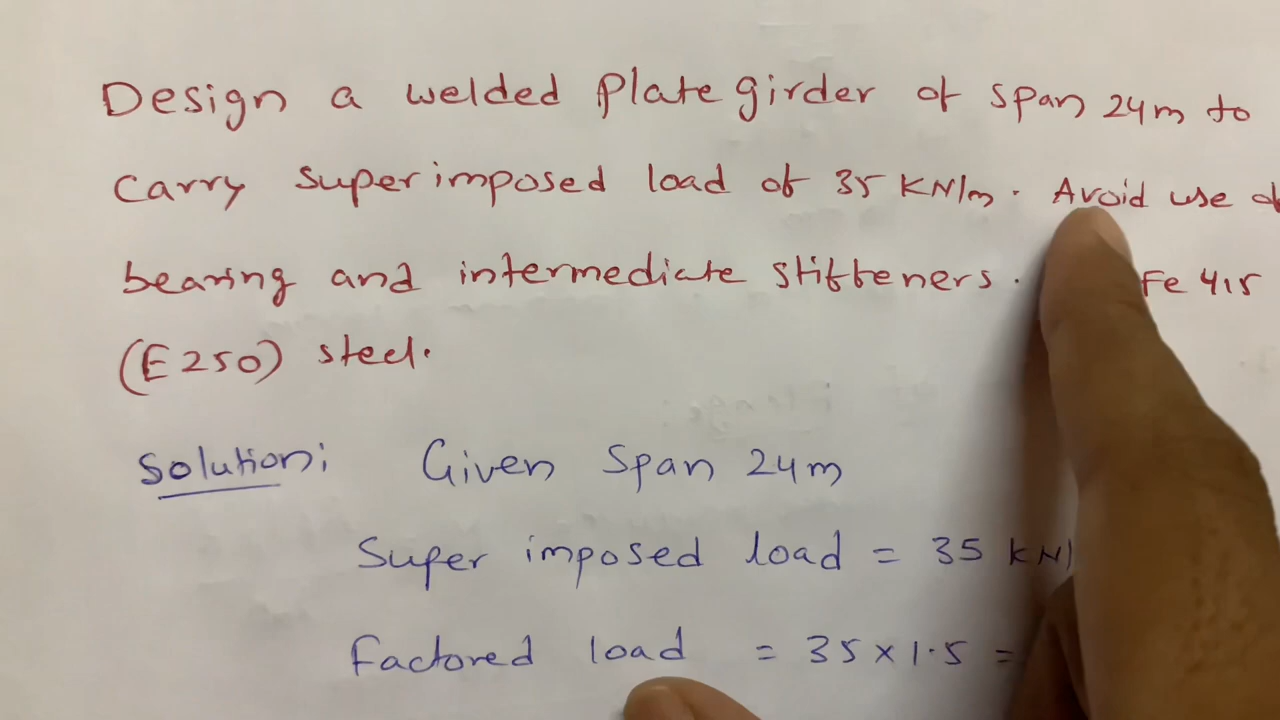 Design a welded plate girder of span 24m to
carry super imposed load of 35 KN/m. Avoid use of
bearing and intermediate stiffeners. Fe 415
(E250) steel.
Solution: Given Span 24m
Super imposed load = 35 KN/
Factored load = 35×1.5 =